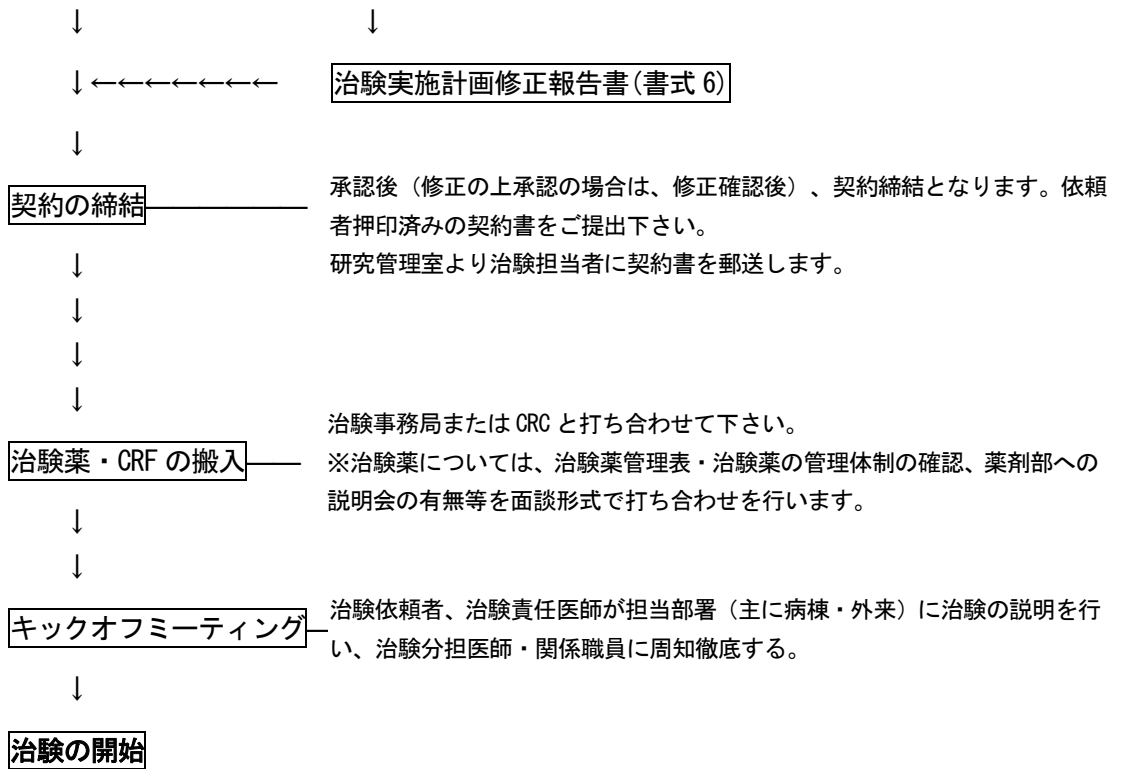 ↓ ↓
↓←←←←←←← 治験実施計画修正報告書(書式 6)
↓
契約の締結―――――― 承認後（修正の上承認の場合は、修正確認後）、契約締結となります。依頼
者押印済みの契約書をご提出下さい。
↓ 研究管理室より治験担当者に契約書を郵送します。
↓
↓
↓
治験事務局または CRC と打ち合わせて下さい。
治験薬・CRF の搬入―― ※治験薬については、治験薬管理表・治験薬の管理体制の確認、薬剤部への
説明会の有無等を面談形式で打ち合わせを行います。
↓
↓
キックオフミーティング― 治験依頼者、治験責任医師が担当部署（主に病棟・外来）に治験の説明を行
い、治験分担医師・関係職員に周知徹底する。
↓
治験の開始